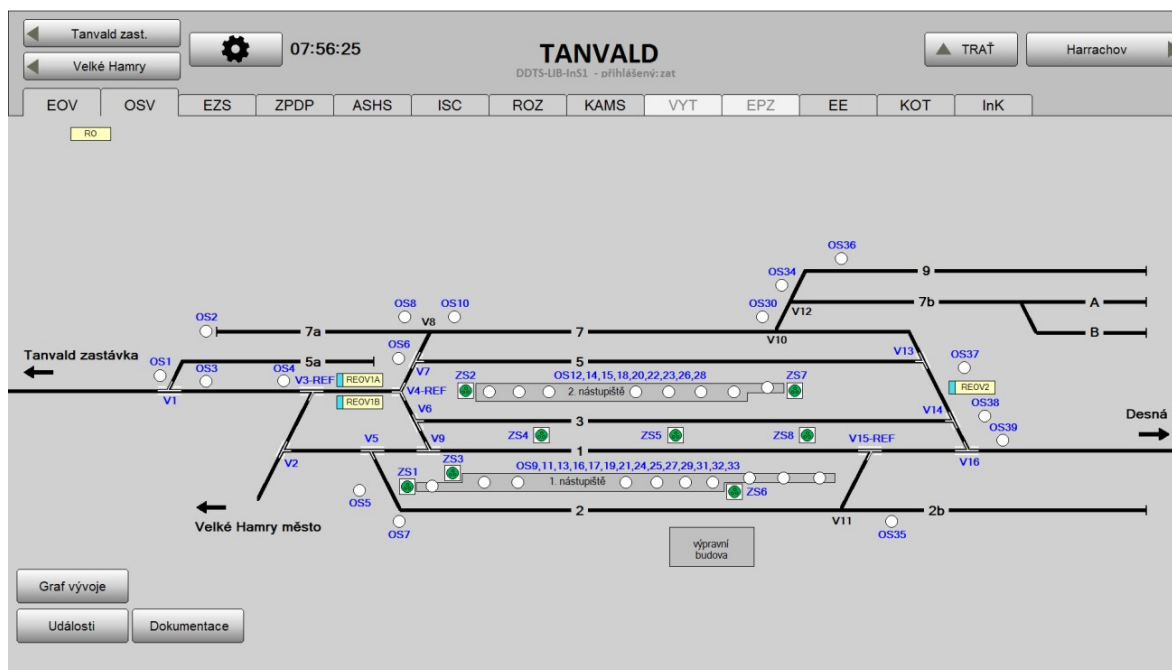 Tanvald zast.
Velké Hamry
07:56:25
TANVALD
DDTS-LIB-InS1 - přihlášený: zat
TRAŤ
Harrachov
EOV OSV EZS ZPDP ASHS ISC ROZ KAMS VYT EPZ EE KOT InK
RO
OS36
OS34
9
OS8 OS10
OS30
7b
A
OS2
V8
V12
7a
7
V10
B
Tanvald zastávka
OS1
OS3
OS4
5a
OS6
5
V13
OS37
V3-REF
REOV1A
V7
ZS2
OS12,14,15,18,20,22,23,26,28
ZS7
REOV2
V1
REOV1B
V4-REF
2. nástupiště
V6
V14
OS38
3
OS39
Desná
V5
V9
ZS4
ZS5
ZS8
V15-REF
1
V2
ZS1
ZS3
OS9,11,13,16,17,19,21,24,25,27,29,31,32,33
V16
1. nástupiště
ZS6
OS5
2
2b
Velké Hamry město
OS7
V11
OS35
výpravní
budova
Graf vývoje
Události
Dokumentace